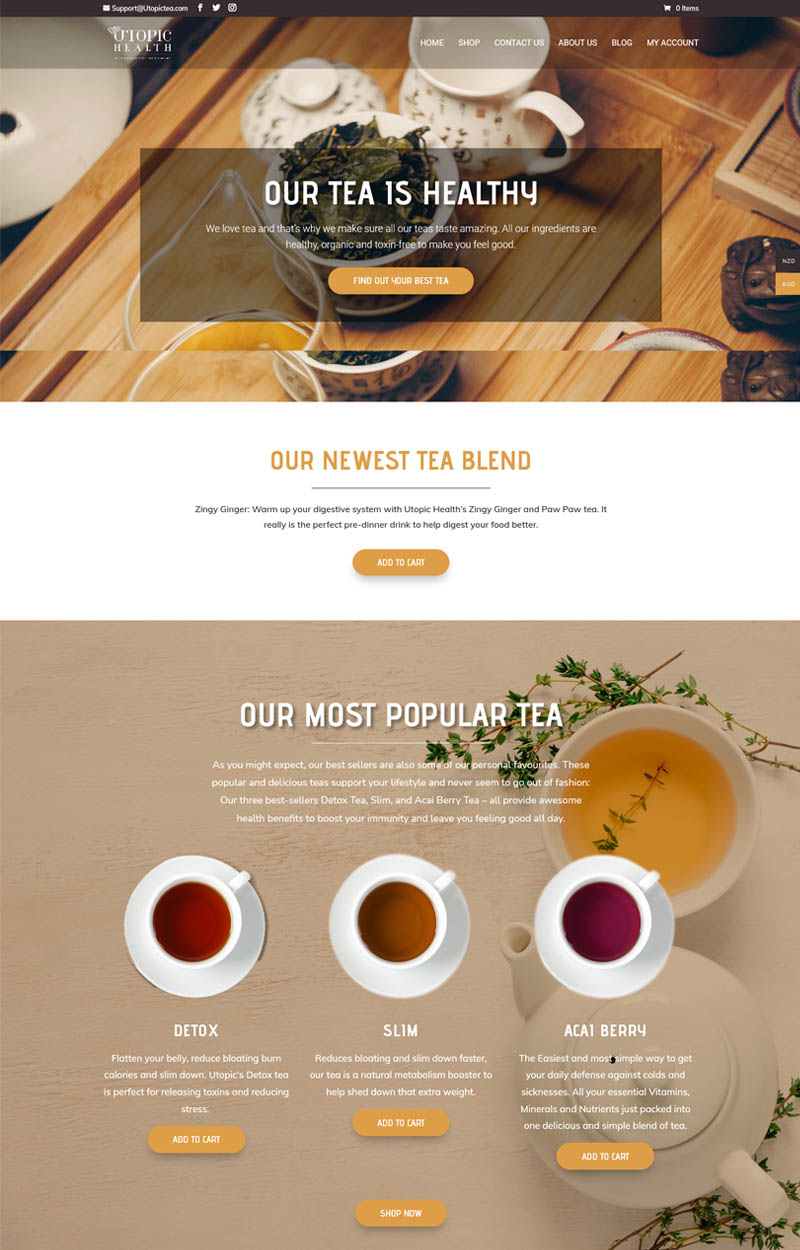 Support@Utopictea.com
0 Items
UTOPIC
HEALTH
HOME SHOP CONTACT US ABOUT US BLOG MY ACCOUNT
OUR TEA IS HEALTHY
We love tea and that's why we make sure all our teas taste amazing. All our ingredients are
healthy, organic and toxin-free to make you feel good.
FIND OUT YOUR BEST TEA
NZD
AUD
OUR NEWEST TEA BLEND
Zingy Ginger: Warm up your digestive system with Utopic Health's Zingy Ginger and Paw Paw tea. It
really is the perfect pre-dinner drink to help digest your food better.
ADD TO CART
OUR MOST POPULAR TEA
As you might expect, our best sellers are also some of our personal favourites. These
popular and delicious teas support your lifestyle and never seem to go out of fashion:
Our three best-sellers Detox Tea, Slim, and Acai Berry Tea – all provide awesome
health benefits to boost your immunity and leave you feeling good all day.
DETOX
Flatten your belly, reduce bloating burn
calories and slim down. Utopic's Detox tea
is perfect for releasing toxins and reducing
stress.
ADD TO CART
SLIM
Reduces bloating and slim down faster,
our tea is a natural metabolism booster to
help shed down that extra weight.
ADD TO CART
ACAI BERRY
The Easiest and most simple way to get
your daily defense against colds and
sicknesses. All your essential Vitamins,
Minerals and Nutrients just packed into
one delicious and simple blend of tea.
ADD TO CART
SHOP NOW